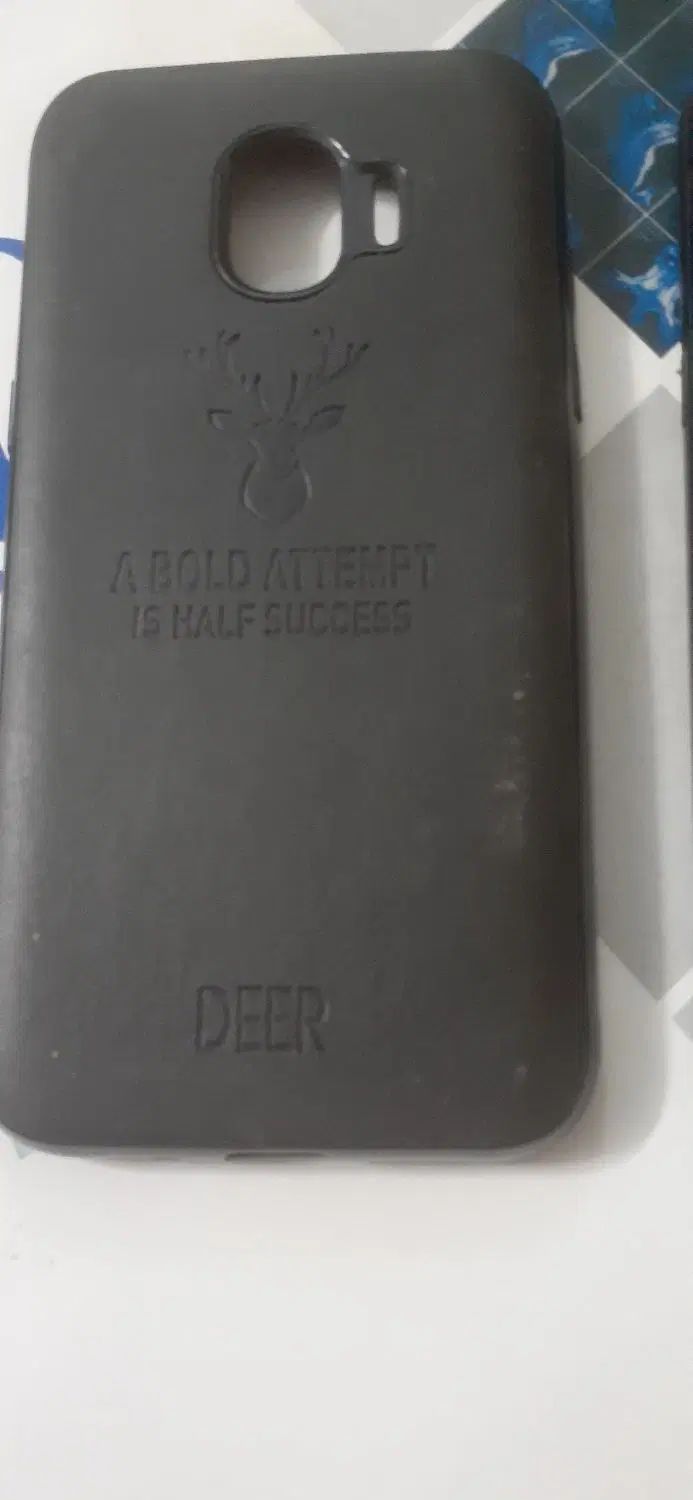 A BOLD ATTEMPT
IS HALF SUCCESS
DEER